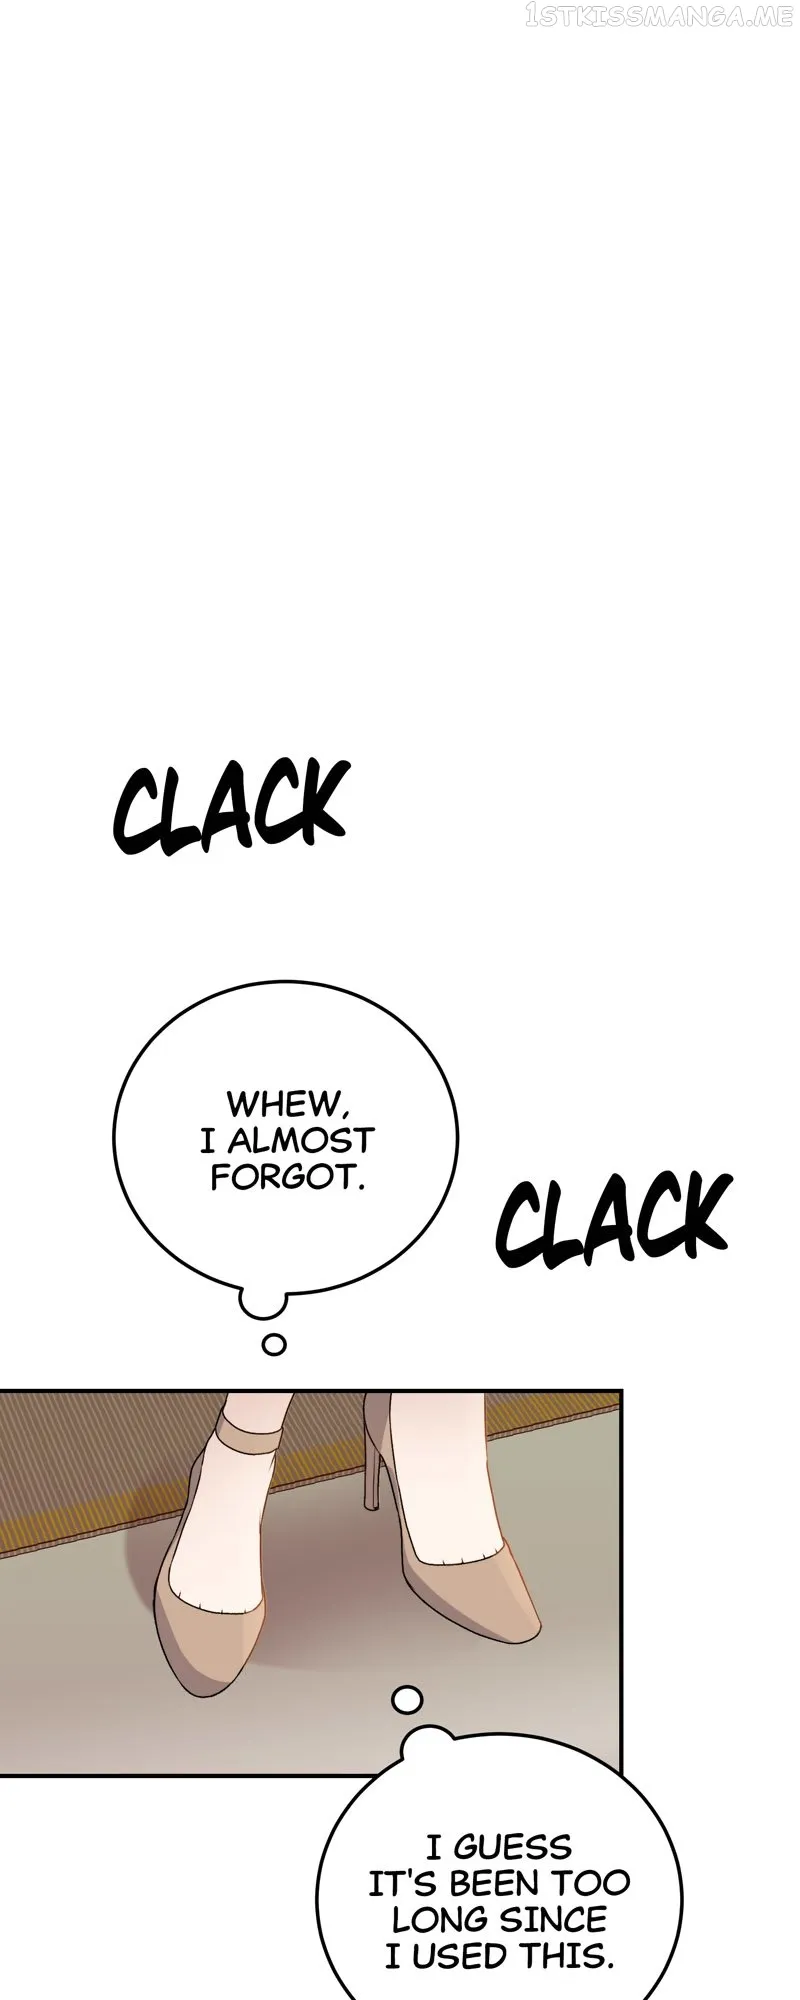 1STKISSMANGA.ME
CLACK
WHEW,
I ALMOST
FORGOT.
CLACK
I GUESS
IT'S BEEN TOO
LONG SINCE
I USED THIS.